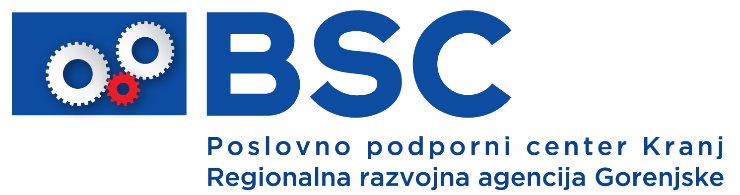 BSC
Poslovno podporni center Kranj
Regionalna razvojna agencija Gorenjske